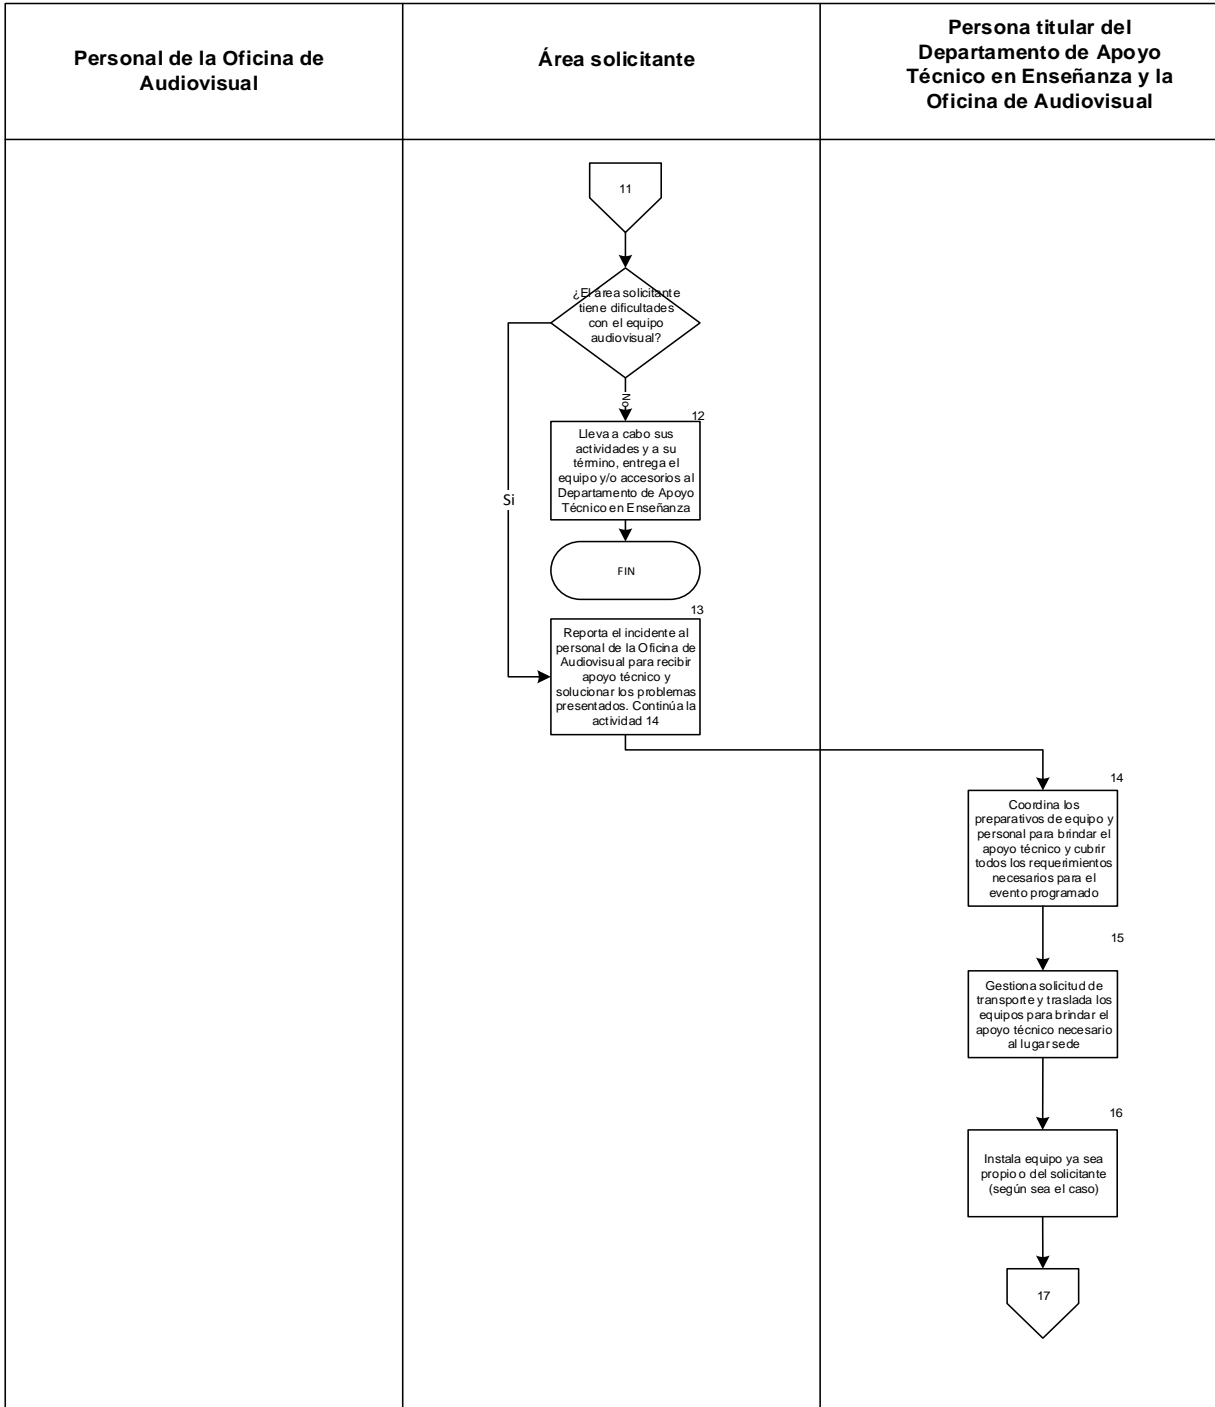 Personal de la Oficina de
Audiovisual
Área solicitante
Persona titular del
Departamento de Apoyo
Técnico en Enseñanza y la
Oficina de Audiovisual
11
¿El área solicitante
tiene dificultades
con el equipo
audiovisual?
No
Si
12
Lleva a cabo sus
actividades y a su
término, entrega el
equipo y/o accesorios al
Departamento de Apoyo
Técnico en Enseñanza
FIN
13
Reporta el incidente al
personal de la Oficina de
Audiovisual para recibir
apoyo técnico y
solucionar los problemas
presentados. Continúa la
actividad 14
14
Coordina los
preparativos de equipo y
personal para brindar el
apoyo técnico y cubrir
todos los requerimientos
necesarios para el
evento programado
15
Gestiona solicitud de
transporte y traslada los
equipos para brindar el
apoyo técnico necesario
al lugar sede
16
Instala equipo ya sea
propio o del solicitante
(según sea el caso)
17